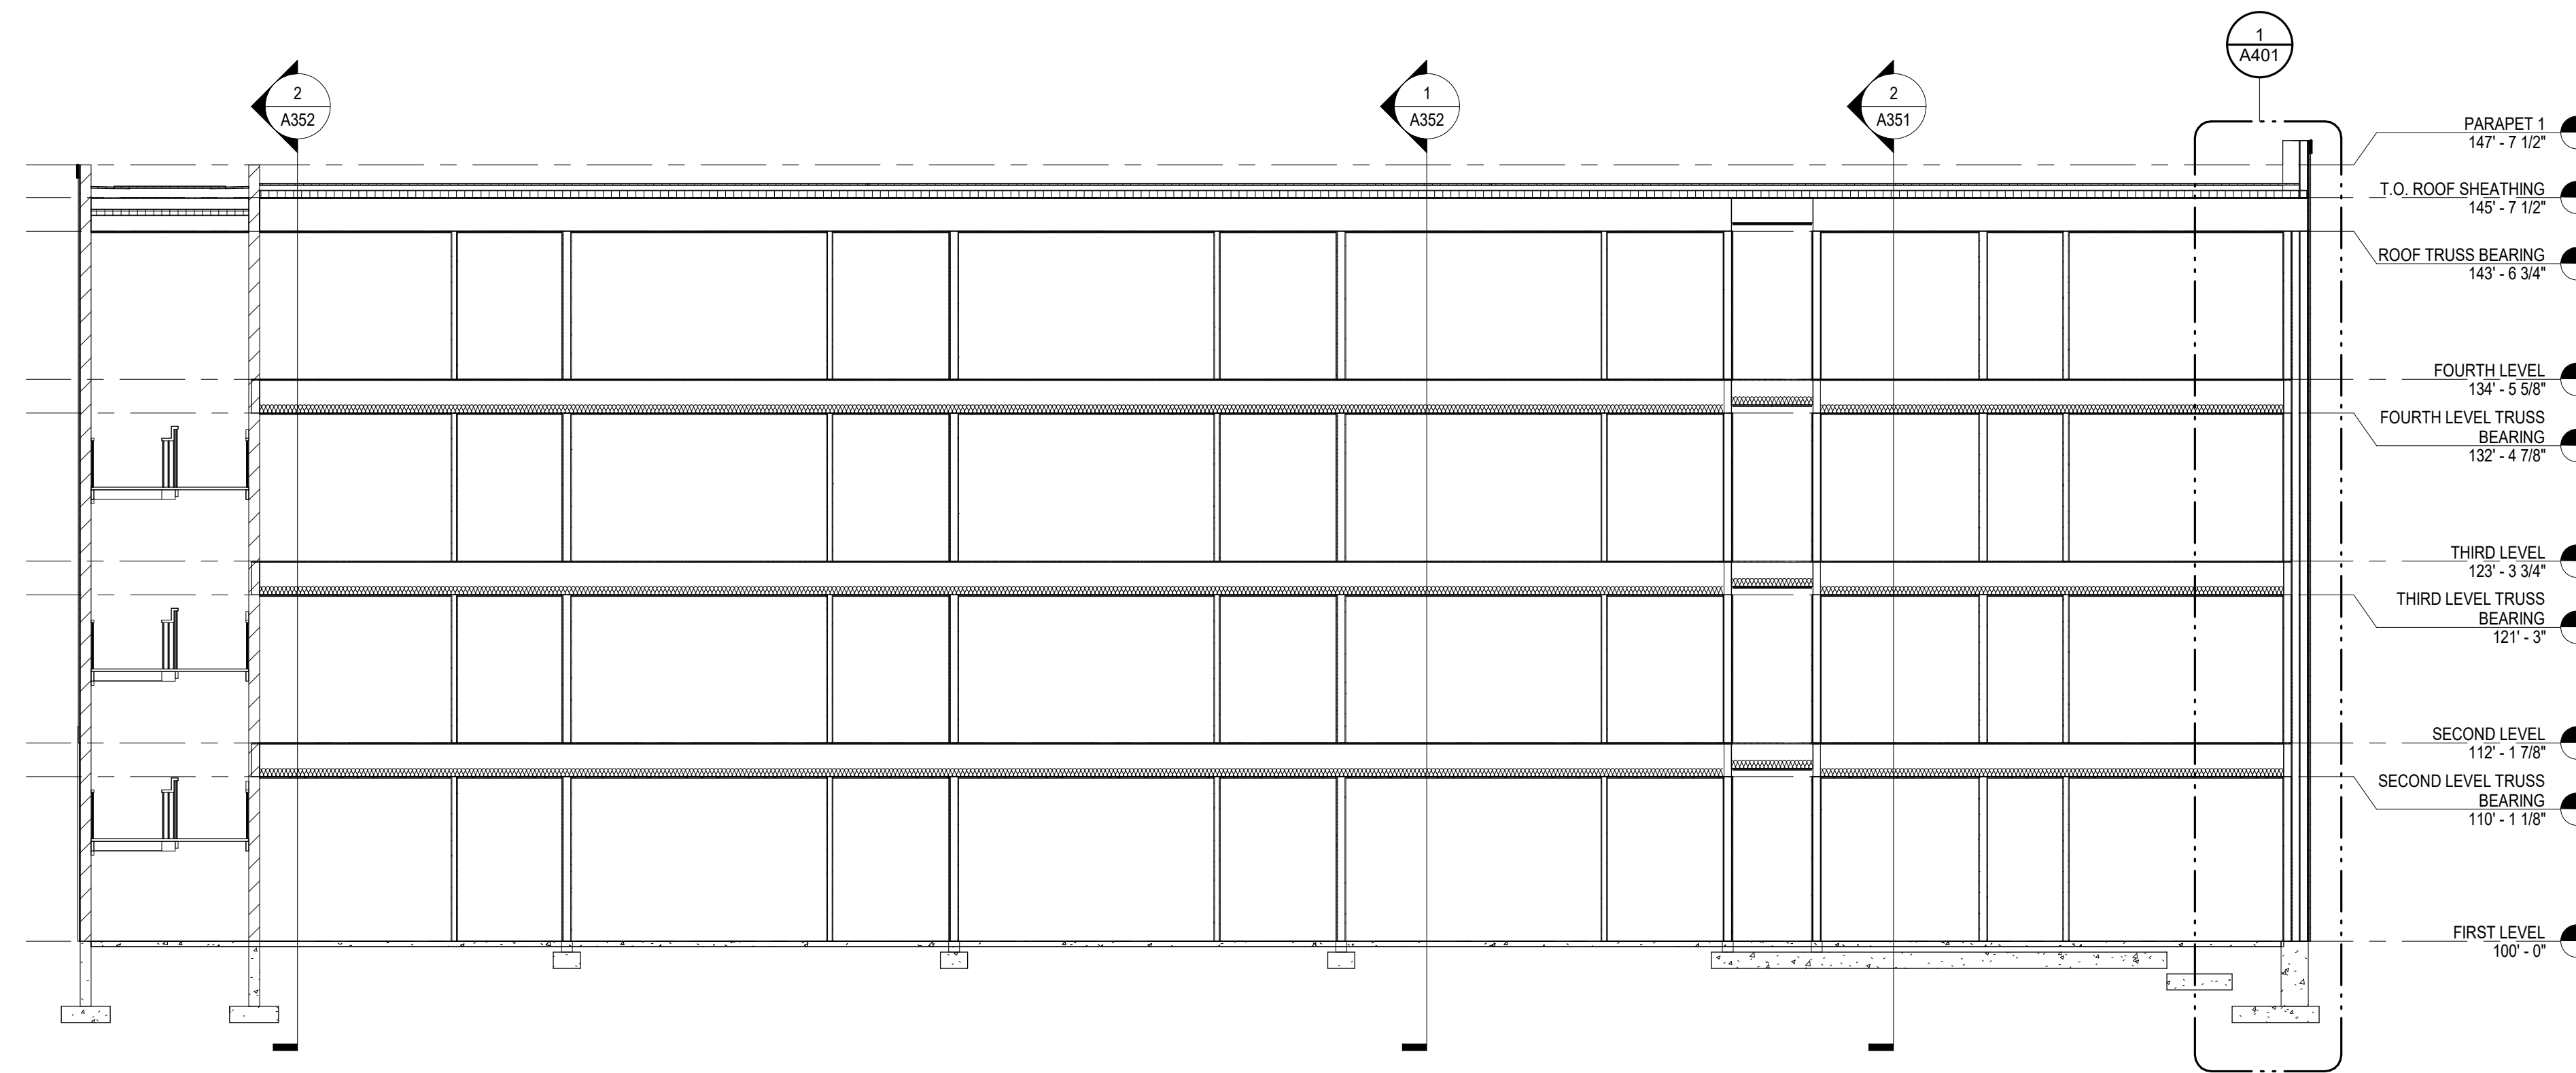 1
A401
2
A352
1
A352
2
A351
PARAPET 1
147' - 7 1/2"
T.O. ROOF SHEATHING
145' - 7 1/2"
ROOF TRUSS BEARING
143' - 6 3/4"
FOURTH LEVEL
134' - 5 5/8"
FOURTH LEVEL TRUSS
BEARING
132' - 4 7/8"
THIRD LEVEL
123' - 3 3/4"
THIRD LEVEL TRUSS
BEARING
121' - 3"
SECOND LEVEL
112' - 1 7/8"
SECOND LEVEL TRUSS
BEARING
110' - 1 1/8"
FIRST LEVEL
100' - 0"